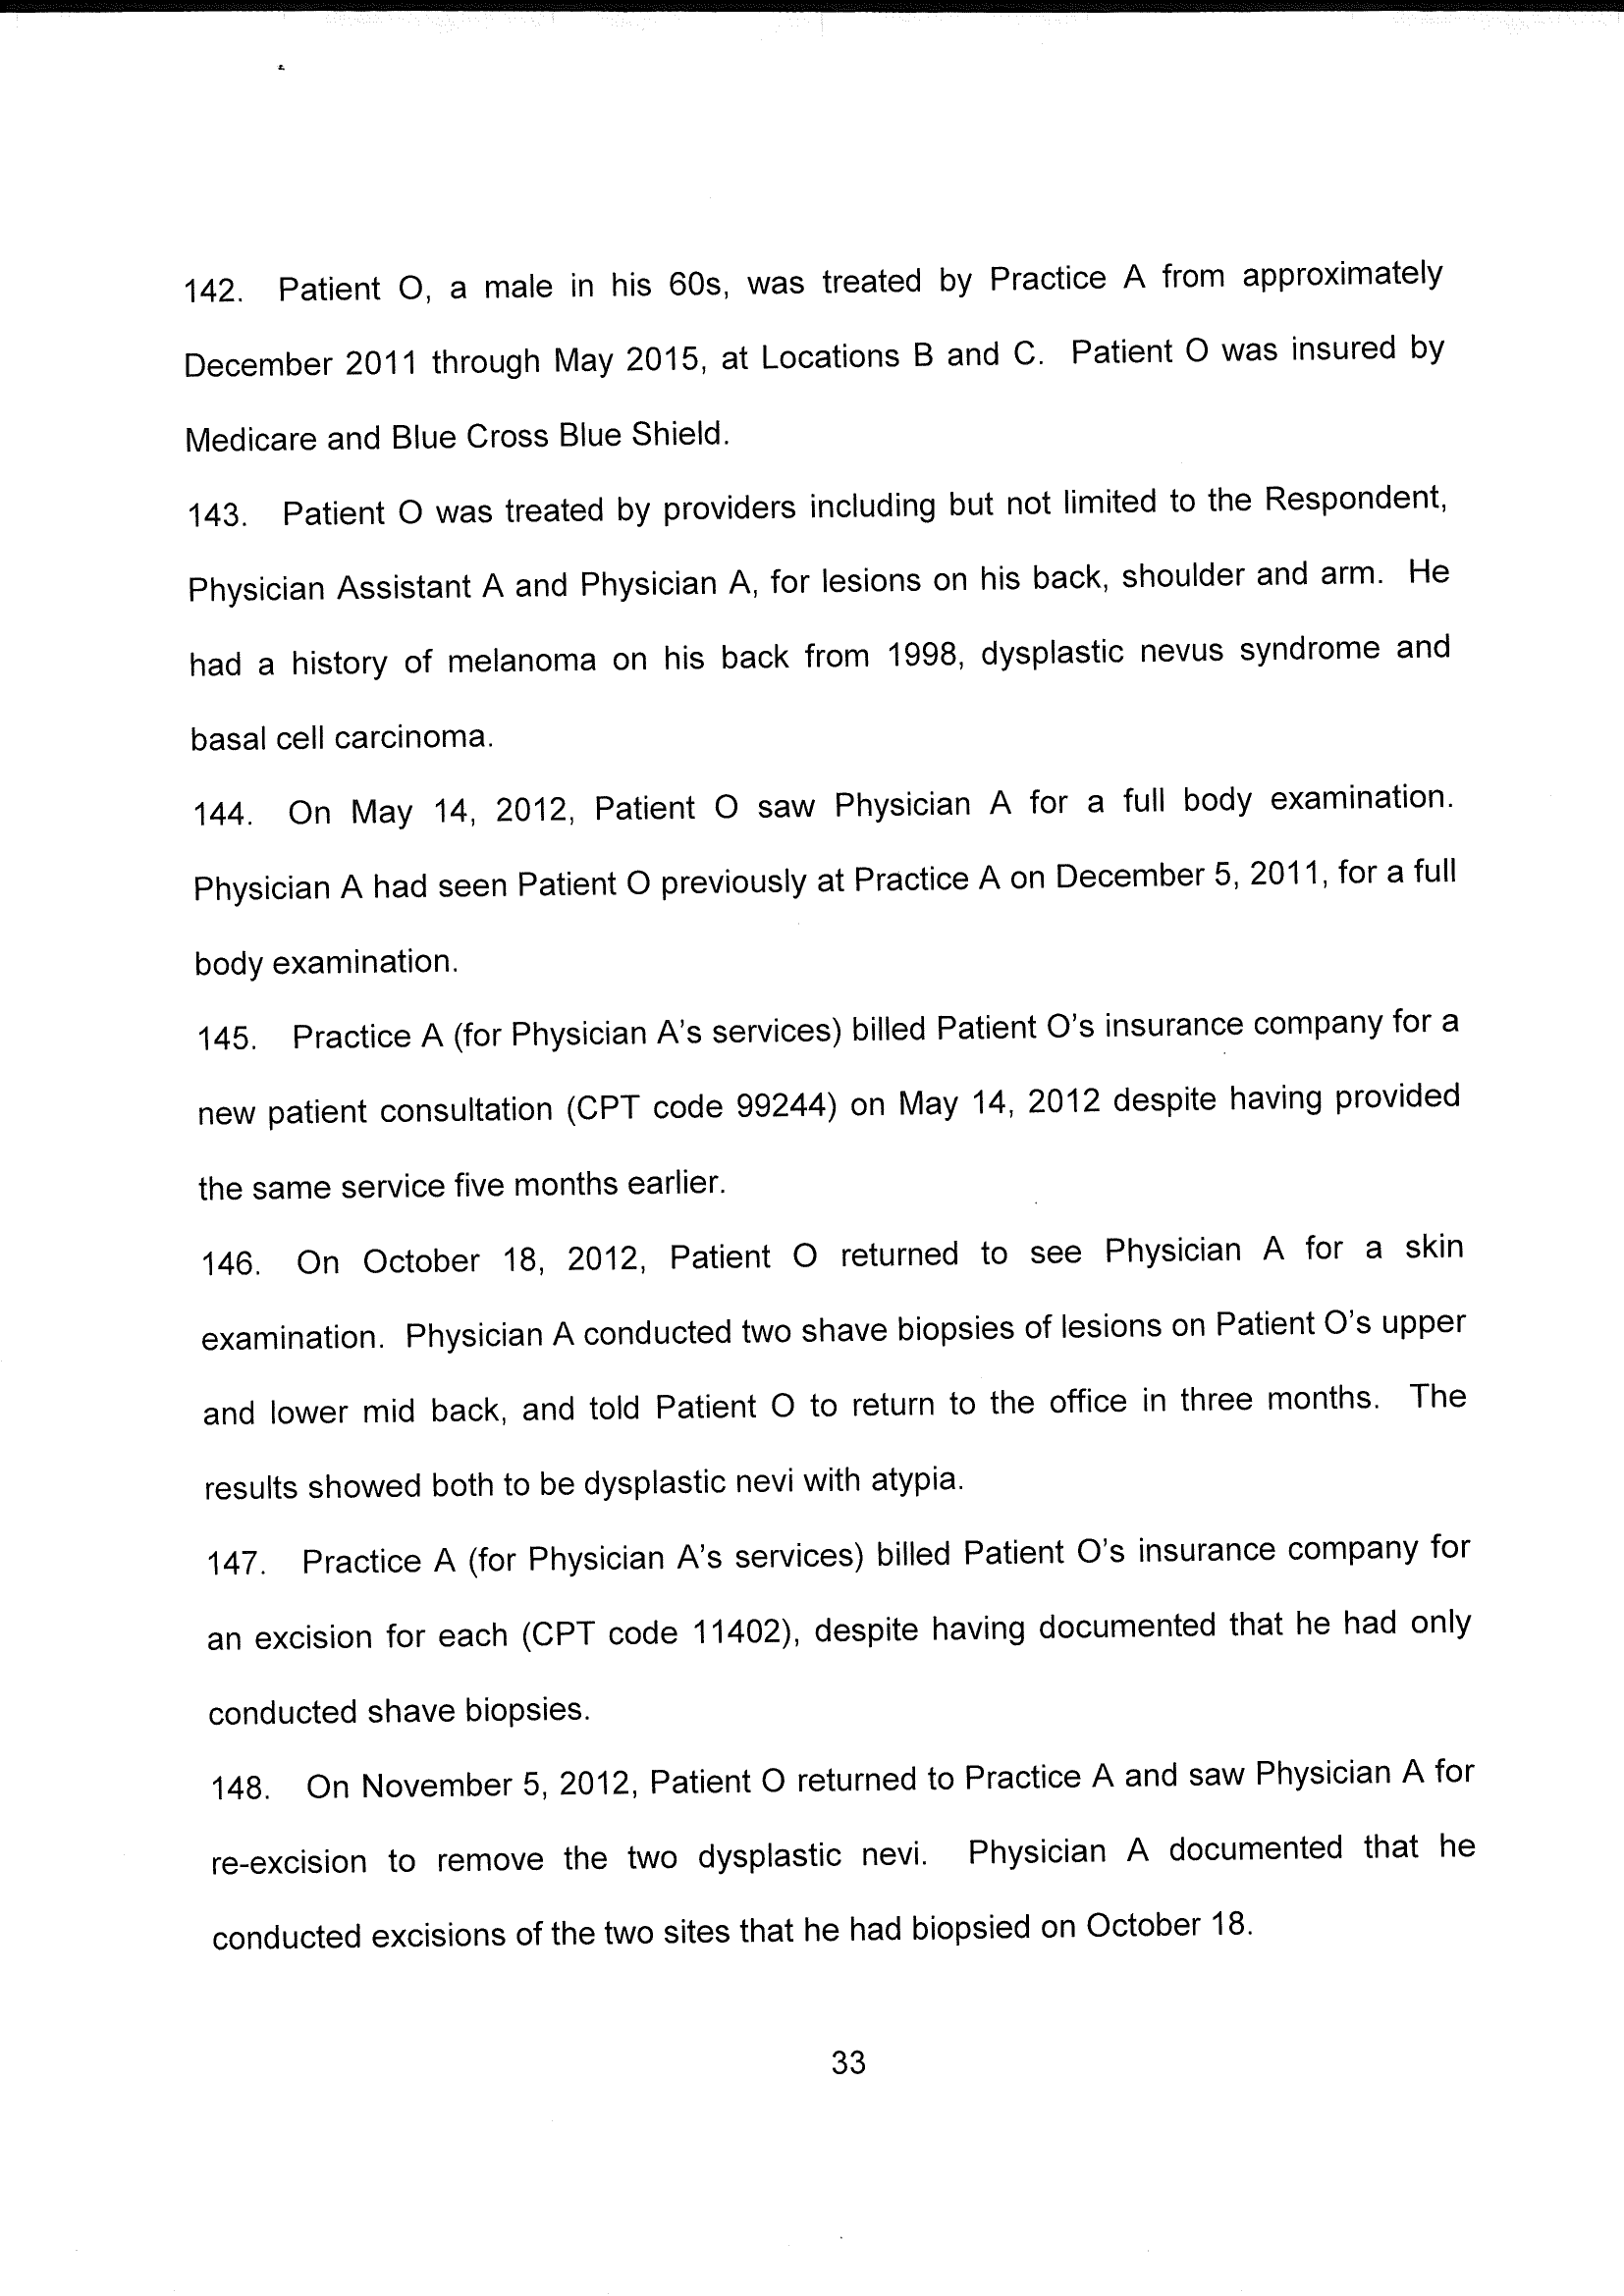 142. Patient O, a male in his 60s, was treated by Practice A from approximately
December 2011 through May 2015, at Locations B and C. Patient O was insured by
Medicare and Blue Cross Blue Shield.
143. Patient O was treated by providers including but not limited to the Respondent,
Physician Assistant A and Physician A, for lesions on his back, shoulder and arm. He
had a history of melanoma on his back from 1998, dysplastic nevus syndrome and
basal cell carcinoma.
144. On May 14, 2012, Patient O saw Physician A for a full body examination.
Physician A had seen Patient O previously at Practice A on December 5, 2011, for a full
body examination.
145. Practice A (for Physician A's services) billed Patient O's insurance company for a
new patient consultation (CPT code 99244) on May 14, 2012 despite having provided
the same service five months earlier.
146. On October 18, 2012, Patient O returned to see Physician A for a skin
examination. Physician A conducted two shave biopsies of lesions on Patient O's upper
and lower mid back, and told Patient O to return to the office in three months. The
results showed both to be dysplastic nevi with atypia.
147. Practice A (for Physician A's services) billed Patient O's insurance company for
an excision for each (CPT code 11402), despite having documented that he had only
conducted shave biopsies.
148. On November 5, 2012, Patient O returned to Practice A and saw Physician A for
re-excision to remove the two dysplastic nevi. Physician A documented that he
conducted excisions of the two sites that he had biopsied on October 18.
33